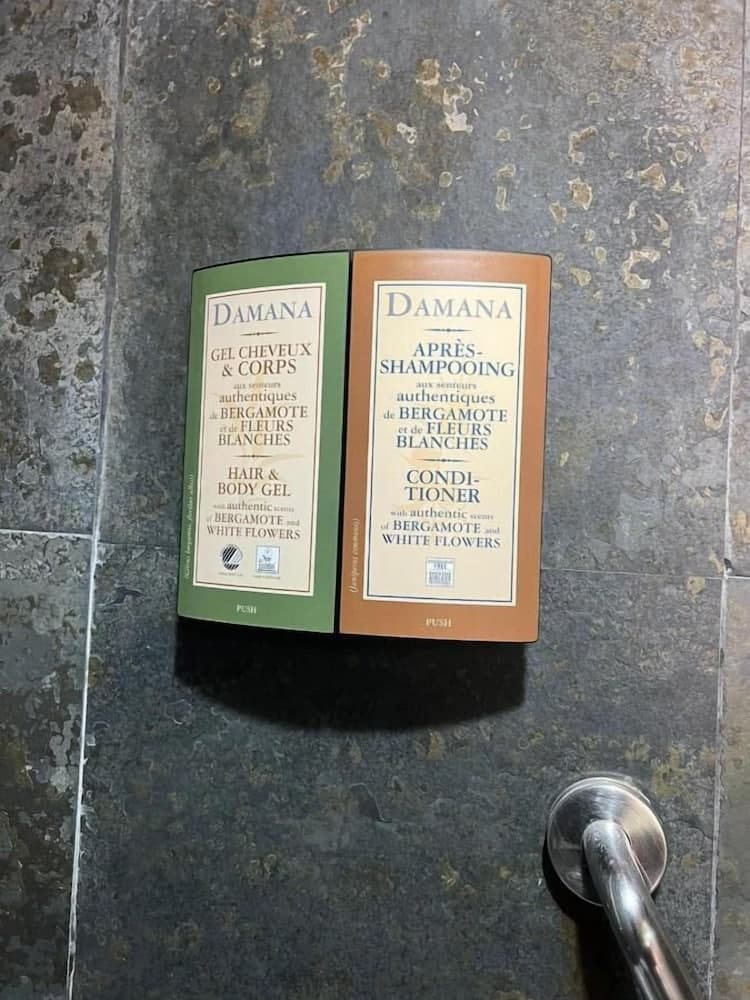 DAMANA
GEL CHEVEUX
& CORPS
aux senteurs
authentiques
de BERGAMOTE
et de FLEURS
BLANCHES
HAIR &
BODY GEL
with authentic scents
of BERGAMOTE and
WHITE FLOWERS
PUSH
DAMANA
APRÈS-
SHAMPOOING
aux senteurs
authentiques
de BERGAMOTE
et de FLEURS
BLANCHES
CONDI-
TIONER
with authentic scents
of BERGAMOTE and
WHITE FLOWERS
(Juniperus communis)
PUSH